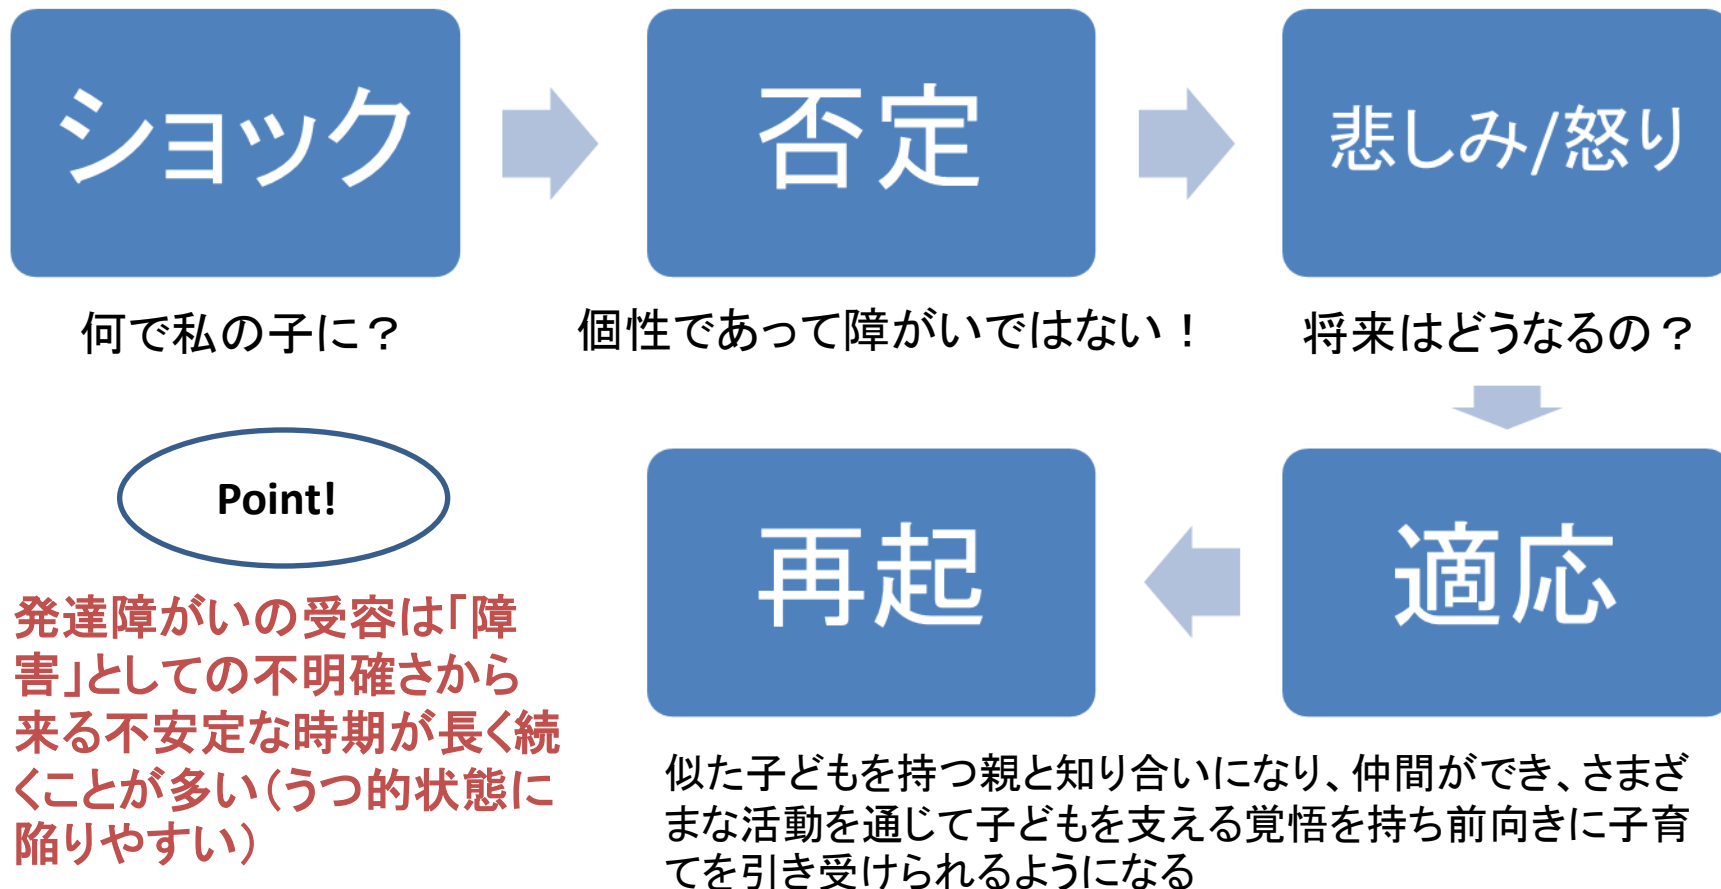 ショック
否定
悲しみ/怒り
何で私の子に？
個性であって障がいではない！
将来はどうなるの？
適応
再起
似た子どもを持つ親と知り合いになり、仲間ができ、さまざ
まな活動を通じて子どもを支える覚悟を持ち前向きに子育
てを引き受けられるようになる
Point!
発達障がいの受容は「障
害」としての不明確さから
来る不安定な時期が長く続
くことが多い（うつ的状態に
陥りやすい）